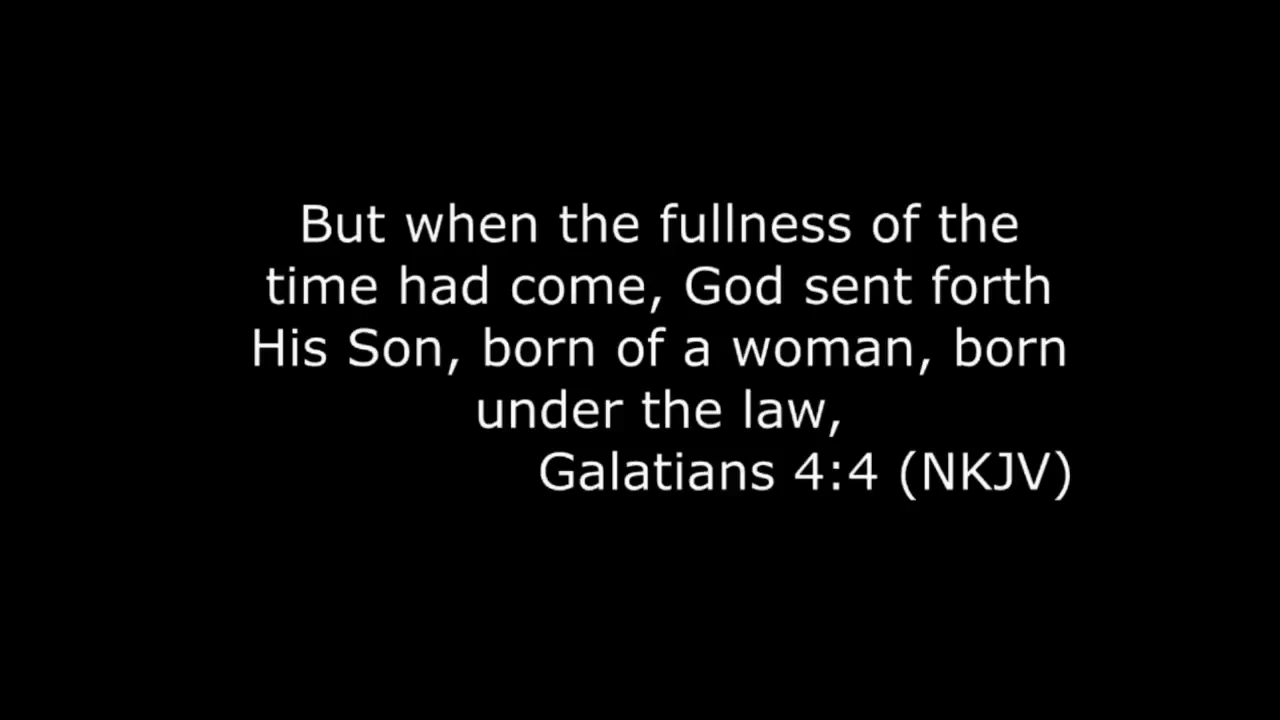 But when the fullness of the
time had come, God sent forth
His Son, born of a woman, born
under the law,
Galatians 4:4 (NKJV)